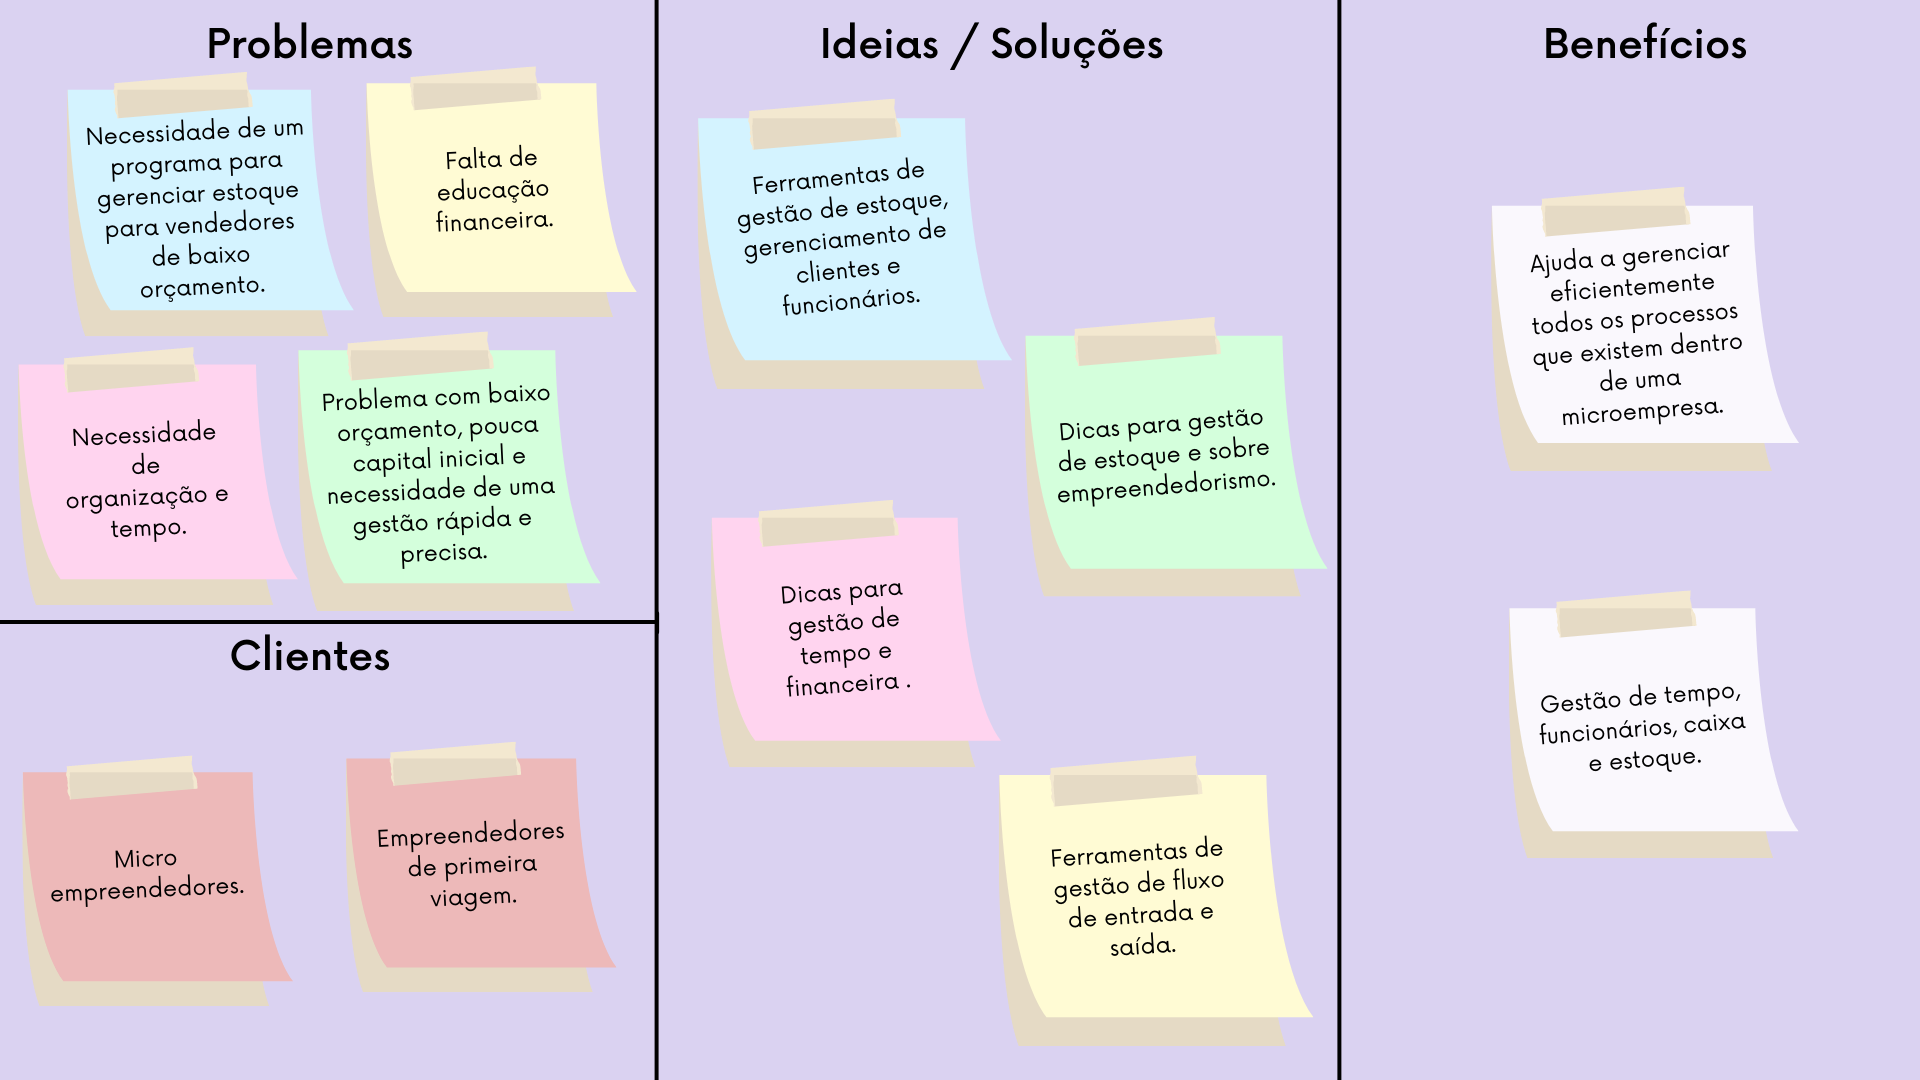 Problemas
Necessidade de um
programa para
gerenciar estoque
para vendedores
de baixo
orçamento.
Falta de
educação
financeira.
Necessidade
de
organização e
tempo.
Problema com baixo
orçamento, pouca
capital inicial e
necessidade de uma
gestão rápida e
precisa.
Clientes
Micro
empreendedores.
Empreendedores
de primeira
viagem.
Ideias / Soluções
Ferramentas de
gestão de estoque,
gerenciamento de
clientes e
funcionários.
Dicas para gestão
de estoque e sobre
empreendedorismo.
Dicas para
gestão de
tempo e
financeira .
Ferramentas de
gestão de fluxo
de entrada e
saída.
Benefícios
Ajuda a gerenciar
eficientemente
todos os processos
que existem dentro
de uma
microempresa.
Gestão de tempo,
funcionários, caixa
e estoque.